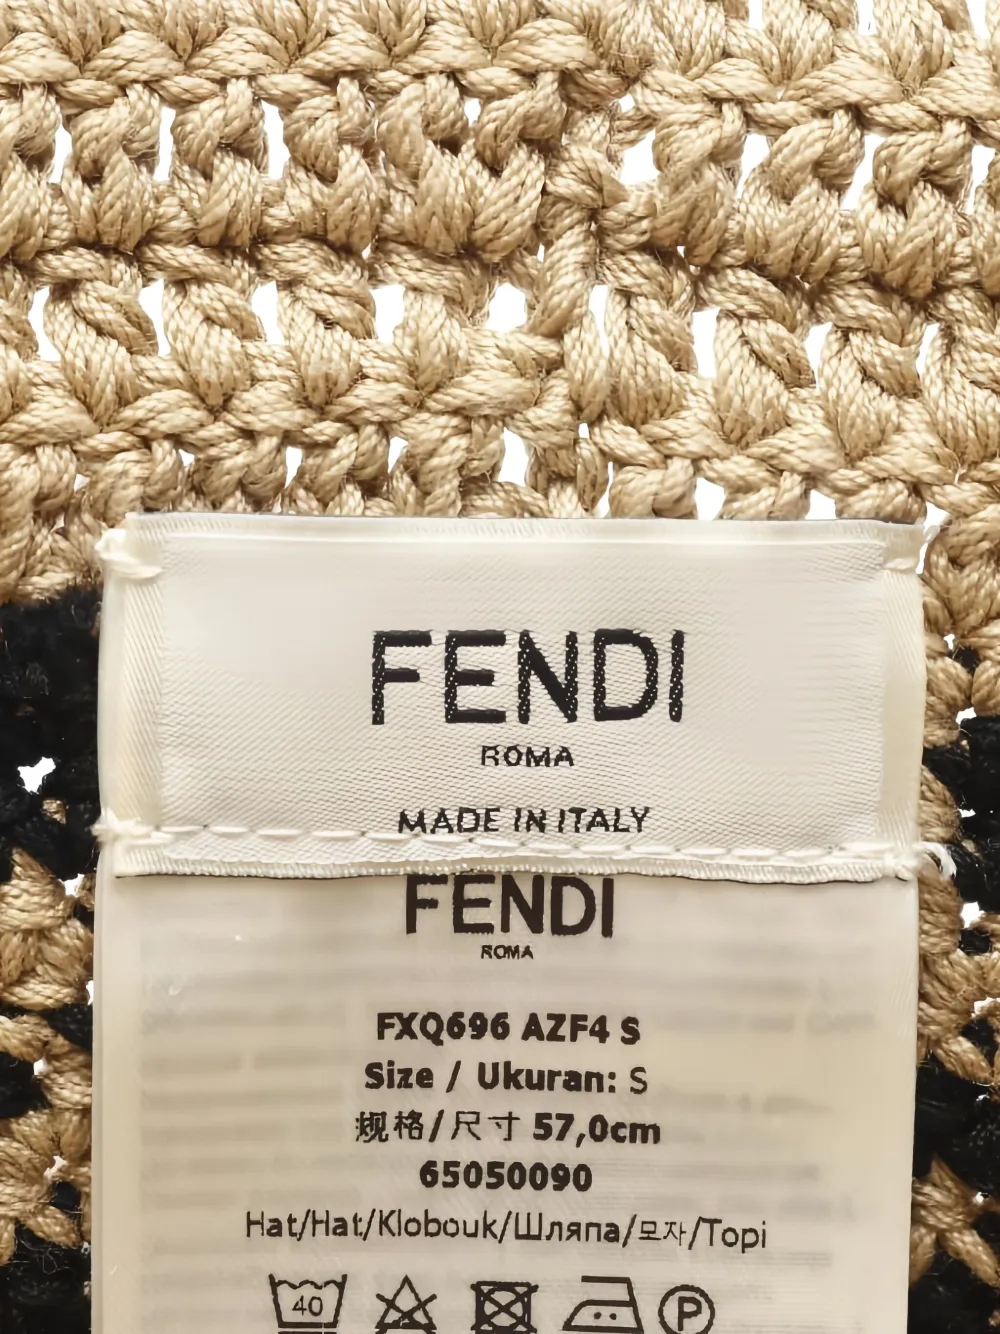 FENDI
ROMA
MADE IN ITALY
FENDI
ROMA
FXQ696 AZF4 S
Size / Ukuran: S
规格/尺寸 57,0cm
65050090
Hat/Hat/Klobouk/Шляпа/모자/Topi
40
P